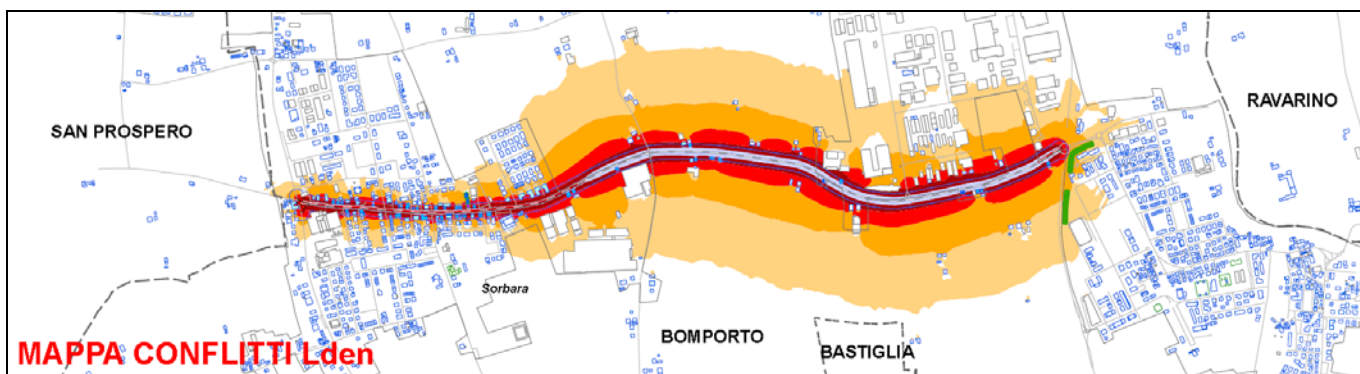 SAN PROSPERO
RAVARINO
Sorbara
BOMPORTO
BASTIGLIA
MAPPA CONFLITTI Lden